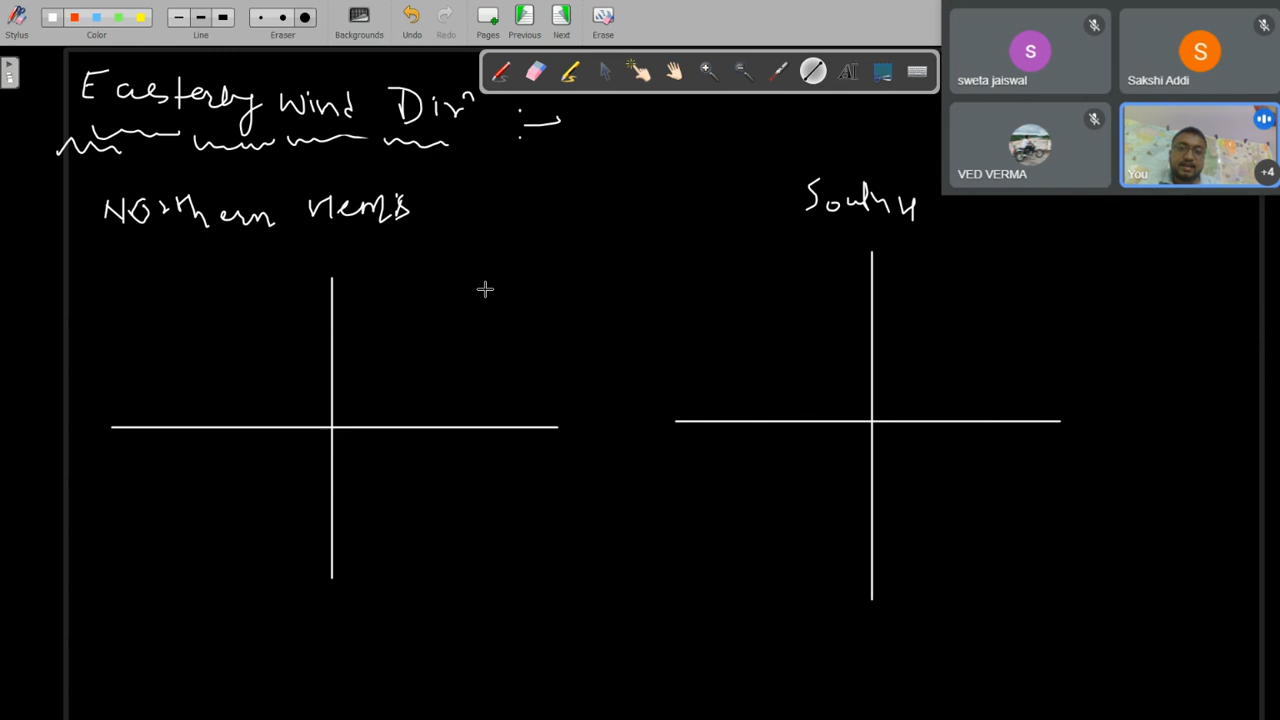 Color
Stylus
Line
Eraser
Backgrounds
Undo
Redo
Pages
Previous
Next
Erase
S
sweta jaiswal
S
Sakshi Addi
VED VERMA
You
+4
Easterly Wind Dirⁿ :→
Northern Hemis
South H